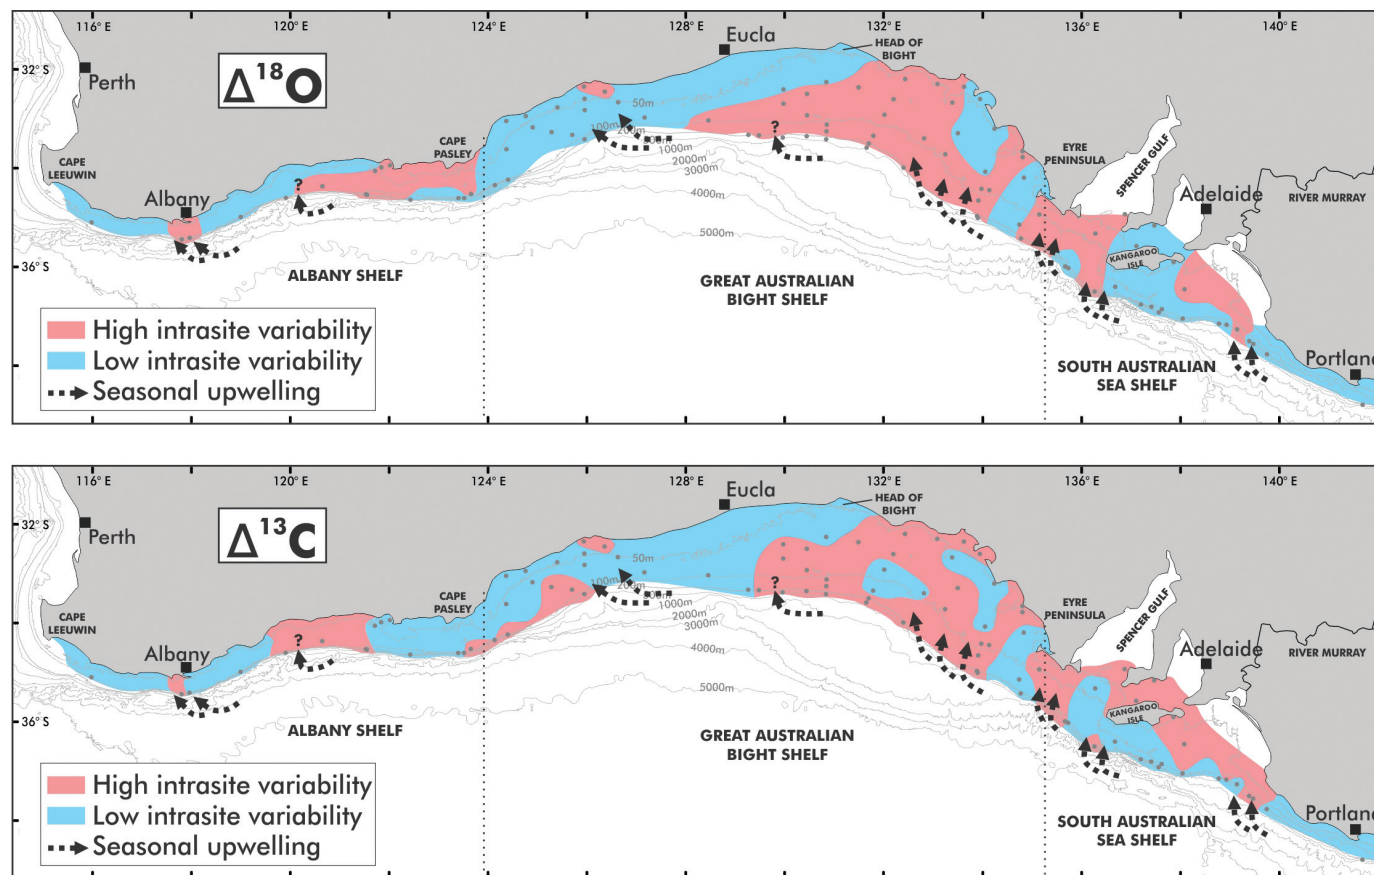 116° E 120° E 124° E 128° E 132° E 136° E 140° E
Eucla
HEAD OF
BIGHT
32° S
Perth
Δ18O
50m
100m
200m
1000m
2000m
3000m
4000m
5000m
?
CAPE
LEEUWIN
Albany
?
CAPE
PASLEY
EYRE
PENINSULA
SPENCER GULF
Adelaide
RIVER MURRAY
KANGAROO
ISLE
36° S
ALBANY SHELF
GREAT AUSTRALIAN
BIGHT SHELF
SOUTH AUSTRALIAN
SEA SHELF
Portland
High intrasite variability
Low intrasite variability
Seasonal upwelling
116° E 120° E 124° E 128° E 132° E 136° E 140° E
Eucla
HEAD OF
BIGHT
32° S
Perth
Δ13C
50m
100m
200m
1000m
2000m
3000m
4000m
5000m
?
CAPE
LEEUWIN
Albany
?
CAPE
PASLEY
EYRE
PENINSULA
SPENCER GULF
Adelaide
RIVER MURRAY
KANGAROO
ISLE
36° S
ALBANY SHELF
GREAT AUSTRALIAN
BIGHT SHELF
SOUTH AUSTRALIAN
SEA SHELF
Portland
High intrasite variability
Low intrasite variability
Seasonal upwelling